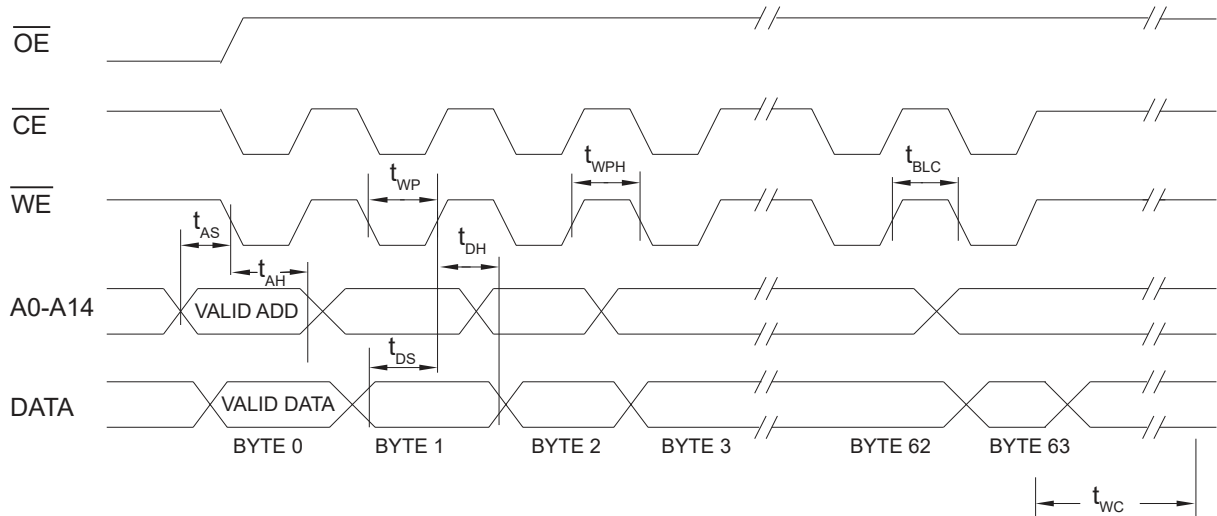 OE
CE
WE
tWP
tWPH
tBLC
tAS
tDH
tAH
A0-A14
VALID ADD
tDS
DATA
VALID DATA
BYTE 0
BYTE 1
BYTE 2
BYTE 3
BYTE 62
BYTE 63
tWC